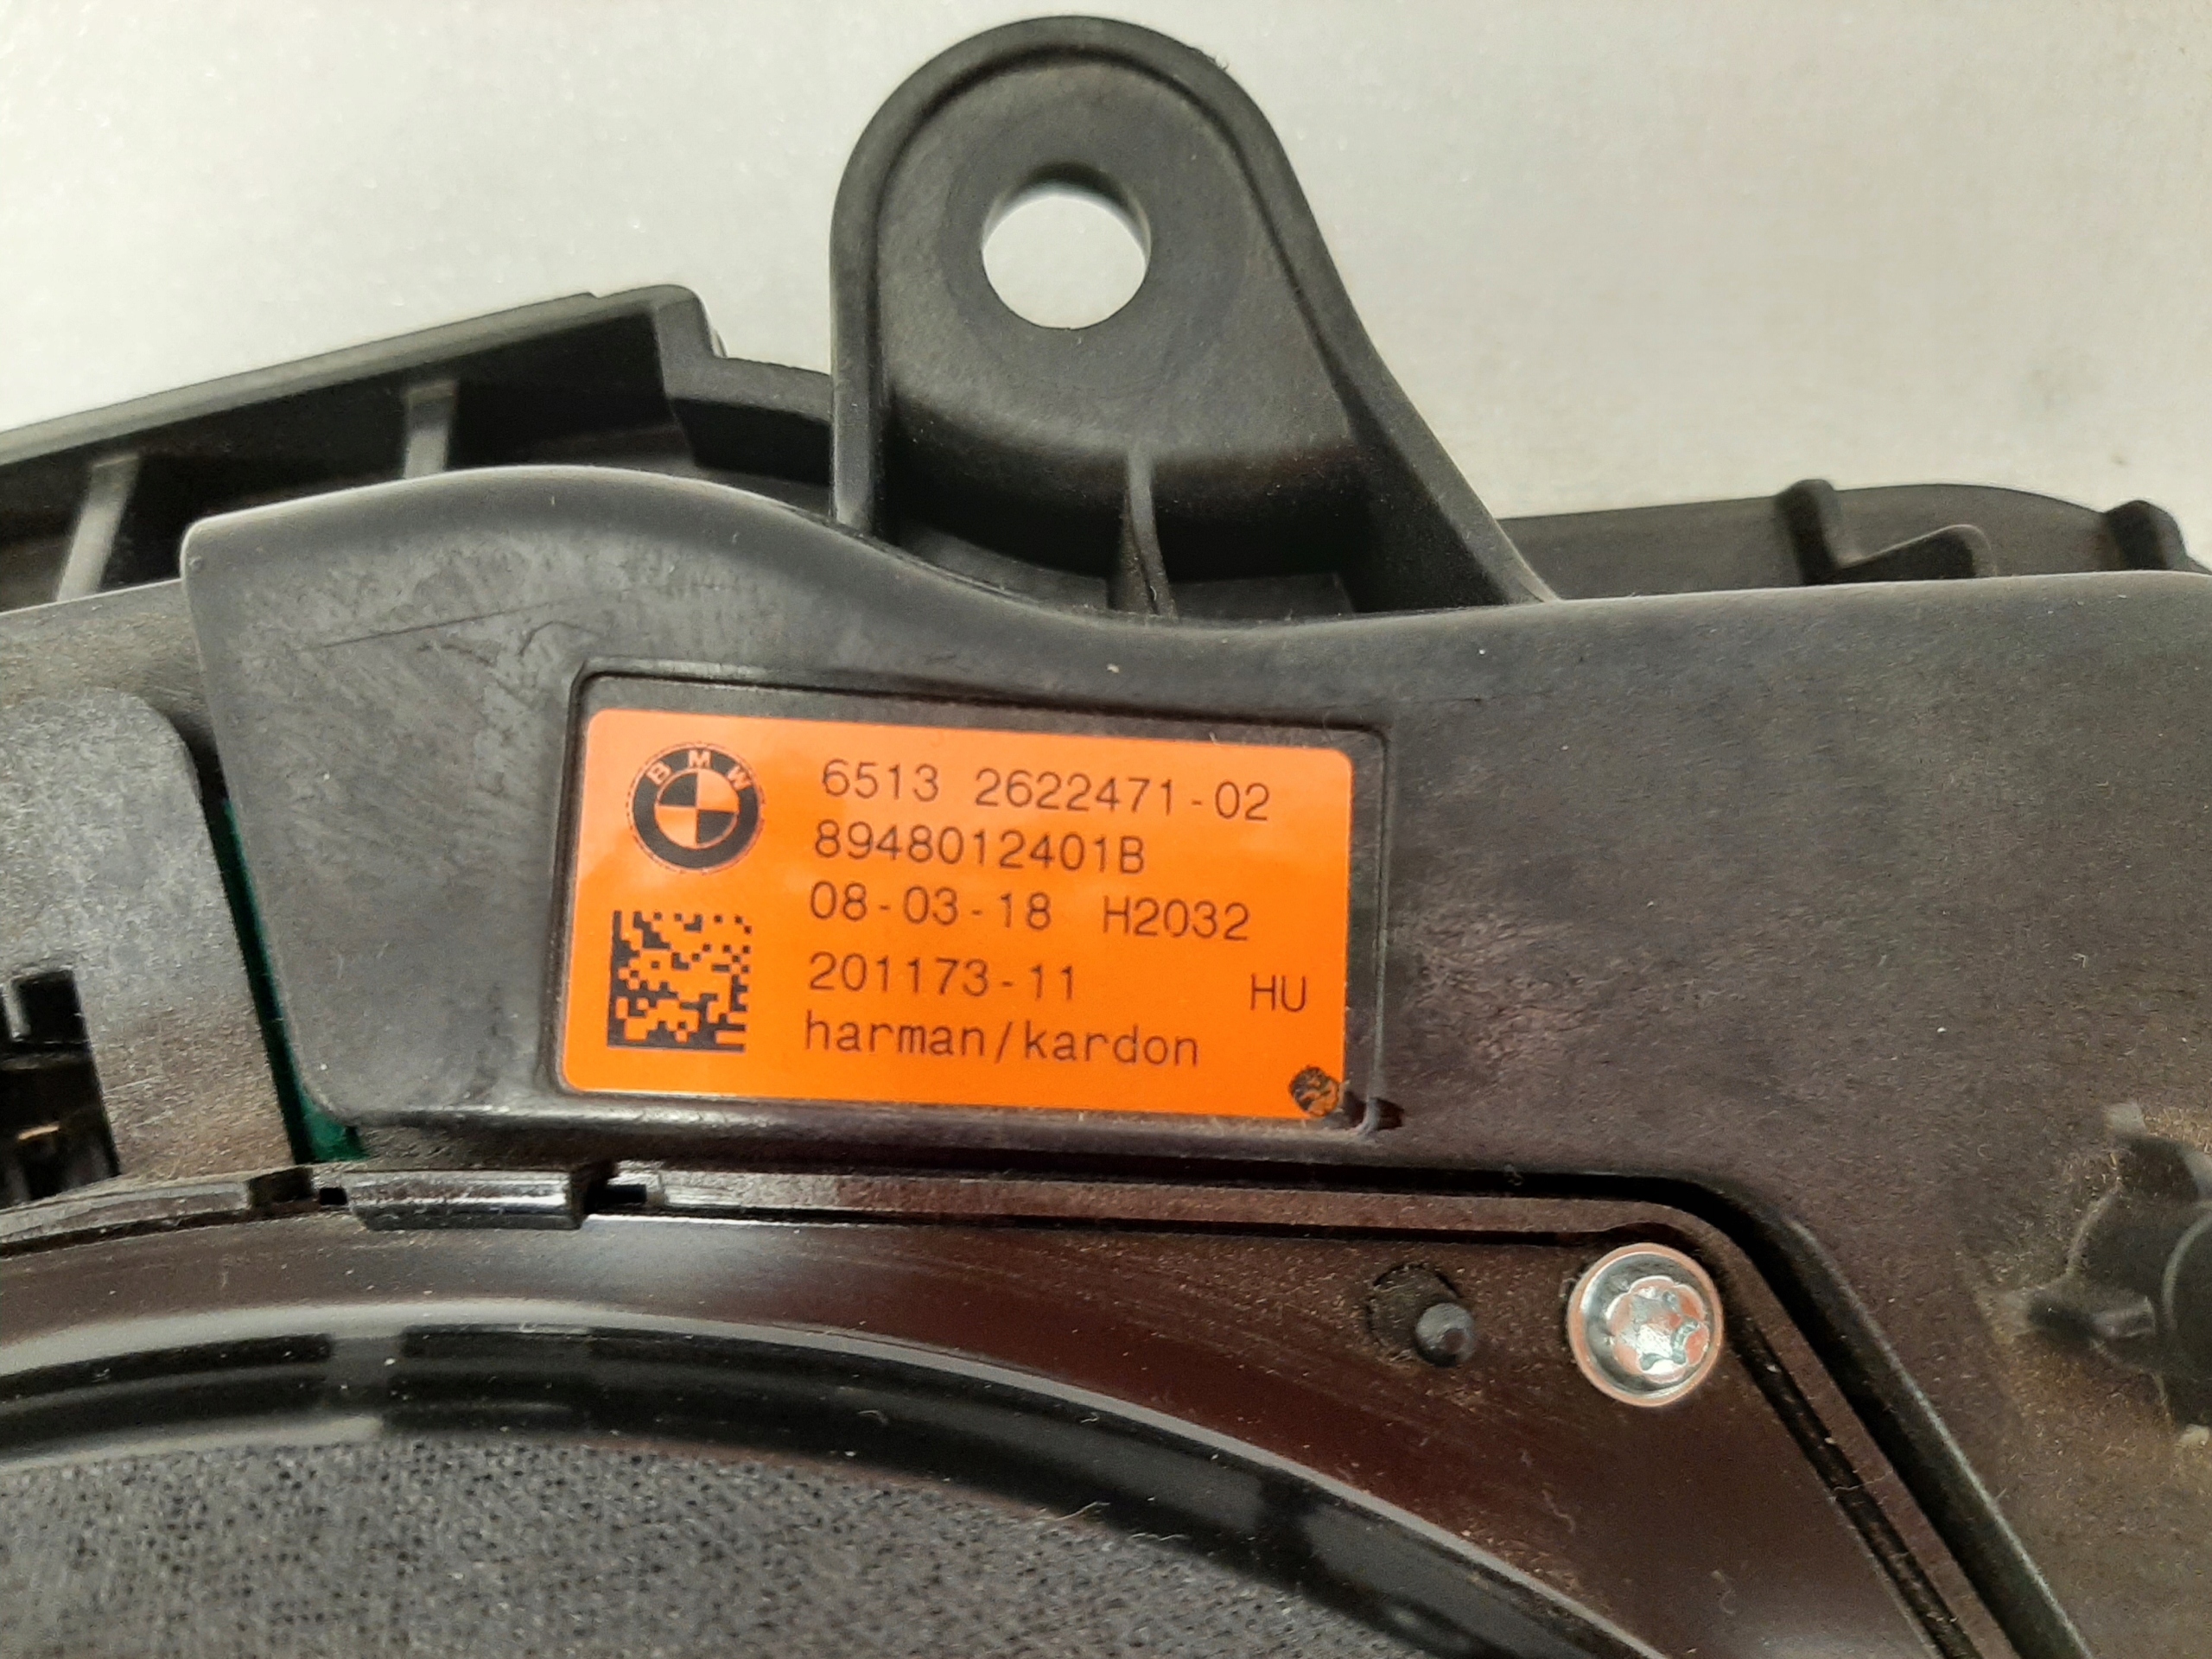 BMW
6513 2622471-02
8948012401B
08-03-18 H2032
201173-11 HU
harman/kardon